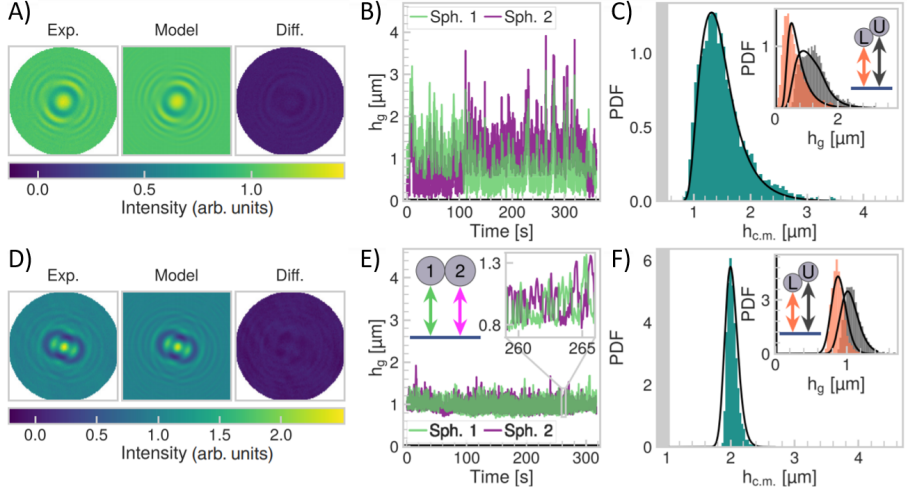 A)
Exp. Model Diff.
0.0 0.5 1.0
Intensity (arb. units)
B)
Sph. 1 Sph. 2
h_g [μm]
4
3
2
1
0
0 100 200 300
Time [s]
C)
PDF
1.0
0.5
0.0
1 2 3 4
h_c.m. [μm]
PDF
1
0 2
h_g [μm]
L U
D)
Exp. Model Diff.
0.0 0.5 1.0 1.5 2.0
Intensity (arb. units)
E)
h_g [μm]
4
3
2
1
0
1 2
1.3
0.8
260 265
Sph. 1 Sph. 2
0 100 200 300
Time [s]
F)
PDF
6
4
2
0
1 2 3 4
h_c.m. [μm]
PDF
3
0 1
h_g [μm]
L U